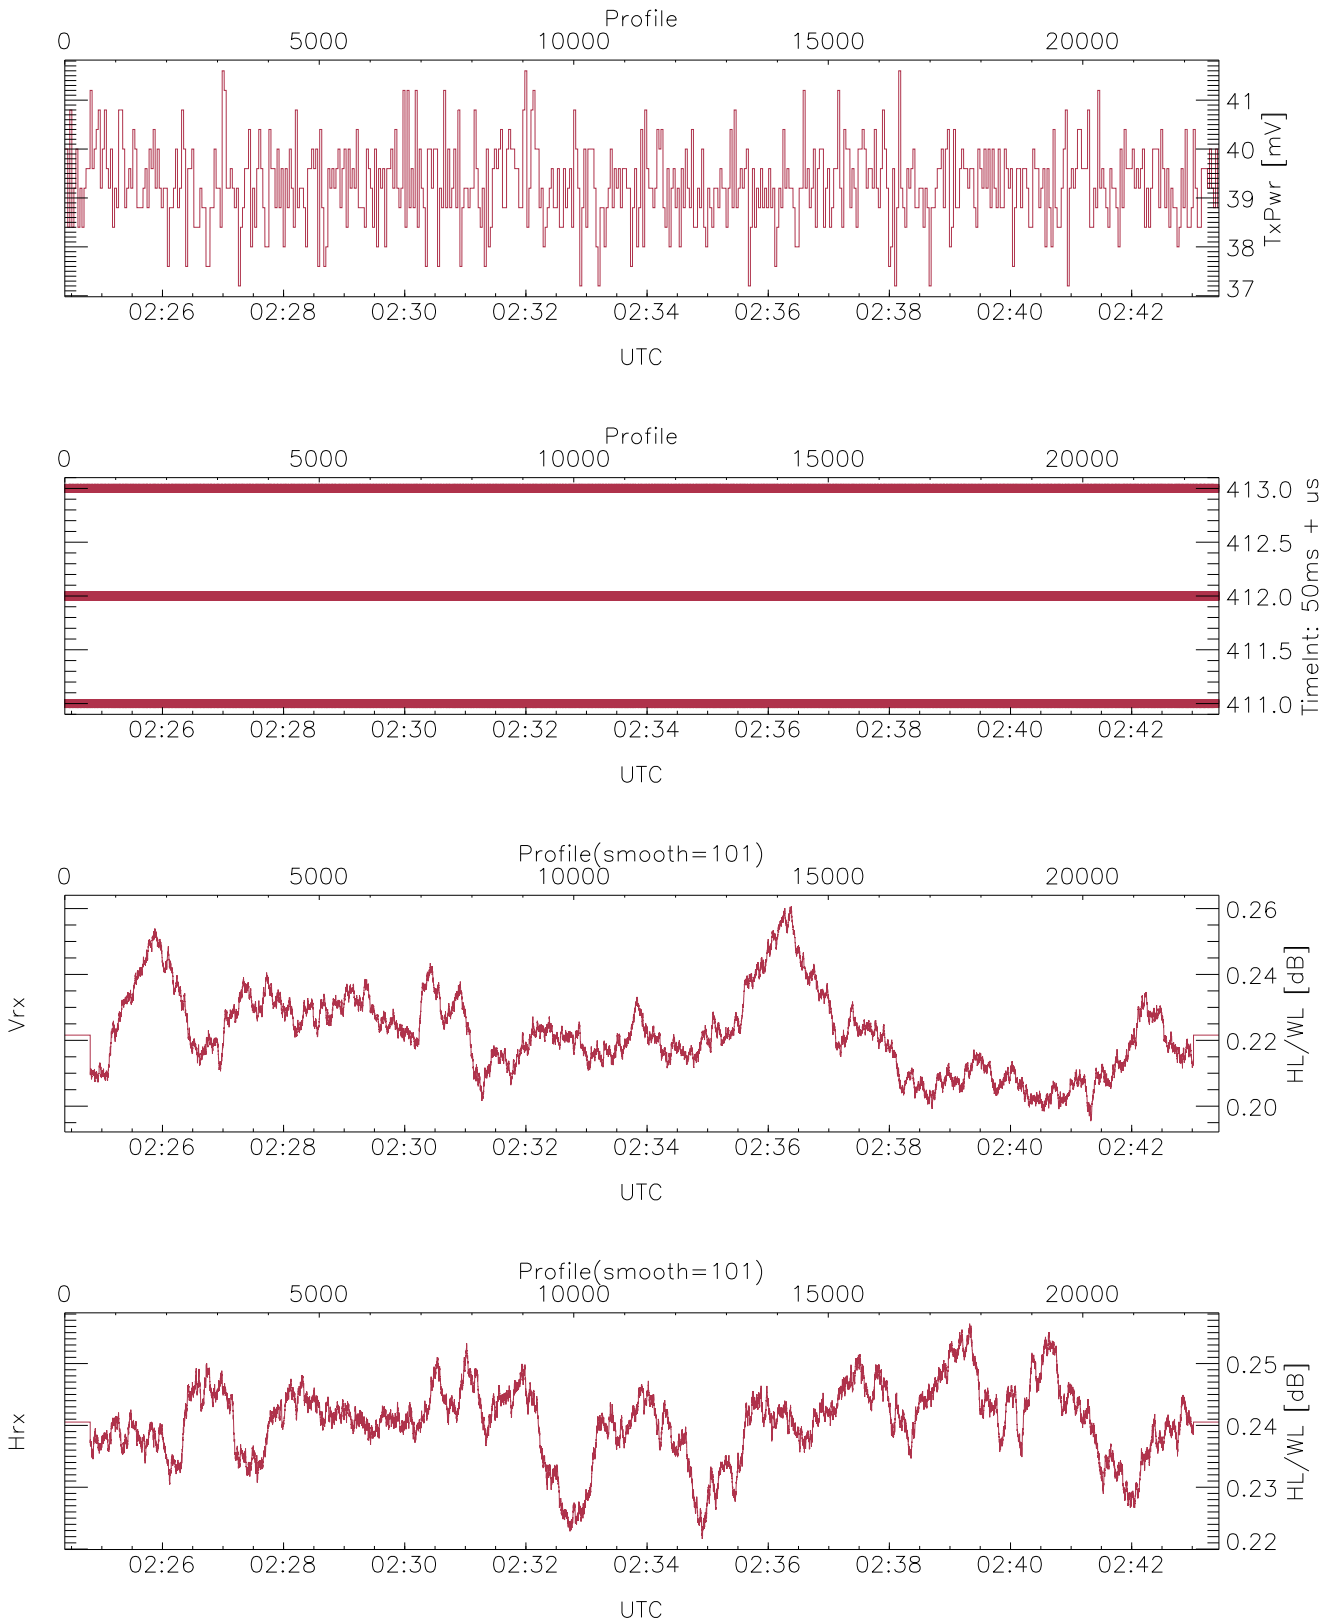 Profile
0 5000 10000 15000 20000
41
40
39
38
37
TxPwr [mV]
02:26 02:28 02:30 02:32 02:34 02:36 02:38 02:40 02:42
UTC
Profile
0 5000 10000 15000 20000
413.0
412.5
412.0
411.5
411.0
TimeInt: 50ms + us
02:26 02:28 02:30 02:32 02:34 02:36 02:38 02:40 02:42
UTC
Profile(smooth=101)
0 5000 10000 15000 20000
Vrx
0.26
0.24
0.22
0.20
HL/WL [dB]
02:26 02:28 02:30 02:32 02:34 02:36 02:38 02:40 02:42
UTC
Profile(smooth=101)
0 5000 10000 15000 20000
Hrx
0.25
0.24
0.23
0.22
HL/WL [dB]
02:26 02:28 02:30 02:32 02:34 02:36 02:38 02:40 02:42
UTC